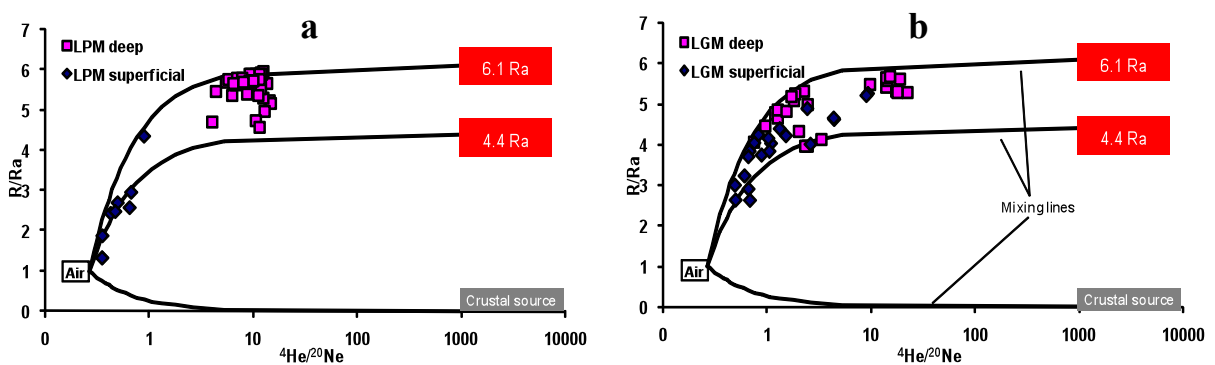 a
7
6
5
4
3
2
1
0
R/Ra
LPM deep
LPM superficial
6.1 Ra
4.4 Ra
Air
Crustal source
0 1 10 100 1000 10000
⁴He/²⁰Ne
b
7
6
5
4
3
2
1
0
R/Ra
LGM deep
LGM superficial
6.1 Ra
4.4 Ra
Mixing lines
Air
Crustal source
0 1 10 100 1000 10000
⁴He/²⁰Ne